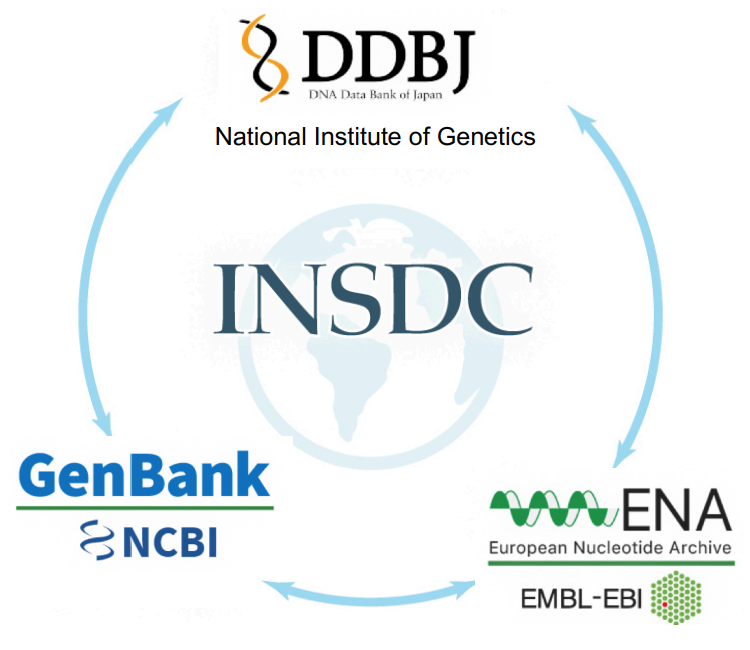 DDBJ
DNA Data Bank of Japan
National Institute of Genetics
INSDC
GenBank
NCBI
ENA
European Nucleotide Archive
EMBL-EBI